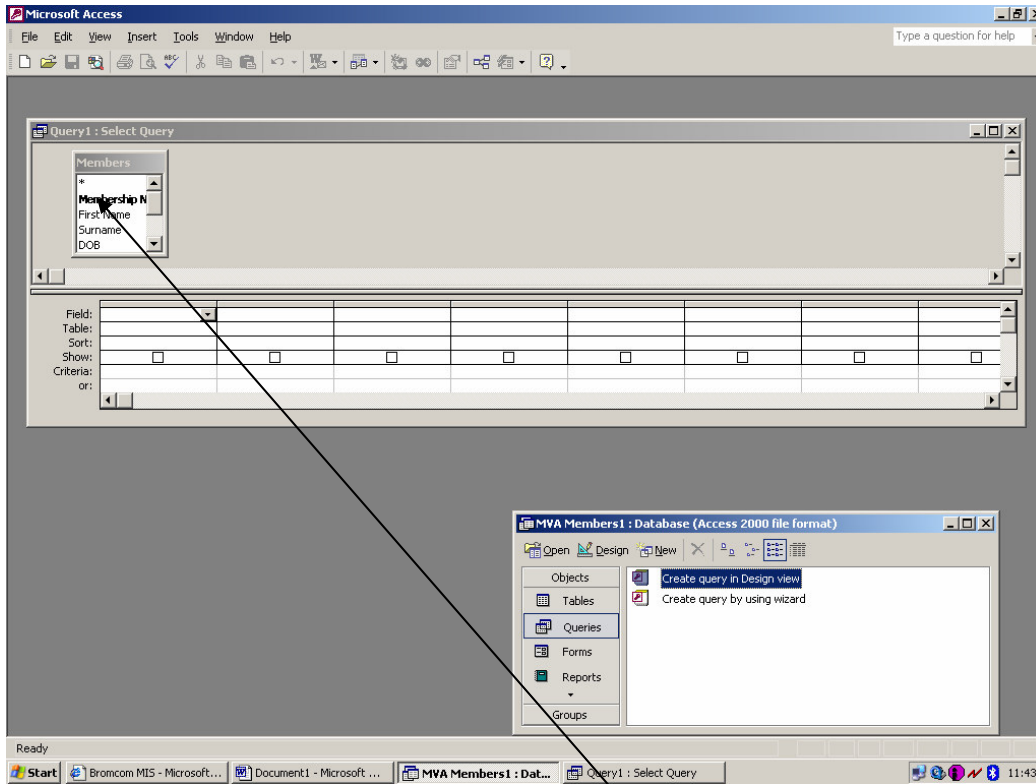 Microsoft Access
File Edit View Insert Tools Window Help
Type a question for help
Query1 : Select Query
Members
*
Membership N
First Name
Surname
DOB
Field:
Table:
Sort:
Show:
Criteria:
or:
MVA Members1 : Database (Access 2000 file format)
Open Design New
Objects
Tables
Queries
Forms
Reports
Groups
Create query in Design view
Create query by using wizard
Ready
Start Bromcom MIS - Microsoft... Document1 - Microsoft ... MVA Members1 : Dat... Query1 : Select Query